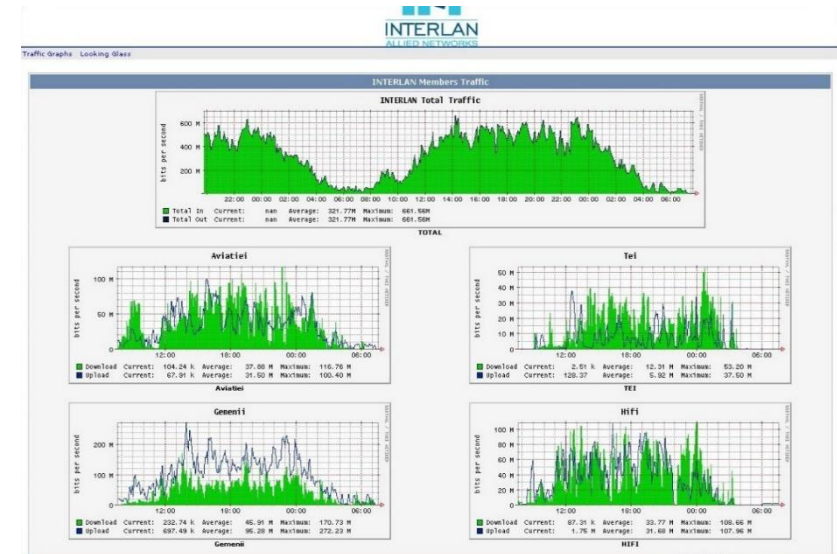 INTERLAN
ALLIED NETWORKS
Traffic Graphs Looking Glass
INTERLAN Members Traffic
INTERLAN Total Traffic
bits per second
600 M
400 M
200 M
22:00 00:00 02:00 04:00 06:00 08:00 10:00 12:00 14:00 16:00 18:00 20:00 22:00 00:00 02:00 04:00 06:00
Total In Current: nan Average: 321.77M Maximum: 661.56M
Total Out Current: nan Average: 321.77M Maximum: 661.56M
TOTAL
Aviatiei
bits per second
100 M
50 M
0
12:00 18:00 00:00 06:00
Download Current: 104.24 k Average: 37.88 M Maximum: 116.76 M
Upload Current: 67.91 k Average: 31.50 M Maximum: 100.40 M
Aviatiei
Tei
bits per second
50 M
40 M
30 M
20 M
10 M
0
12:00 18:00 00:00 06:00
Download Current: 2.51 k Average: 12.31 M Maximum: 53.20 M
Upload Current: 128.37 Average: 5.92 M Maximum: 37.50 M
TEI
Gemenii
bits per second
200 M
100 M
0
12:00 18:00 00:00 06:00
Download Current: 232.74 k Average: 45.91 M Maximum: 170.73 M
Upload Current: 697.49 k Average: 95.28 M Maximum: 272.23 M
Gemenii
Hifi
bits per second
100 M
80 M
60 M
40 M
20 M
0
12:00 18:00 00:00 06:00
Download Current: 87.31 k Average: 33.77 M Maximum: 108.66 M
Upload Current: 1.75 M Average: 31.68 M Maximum: 107.96 M
HIFI